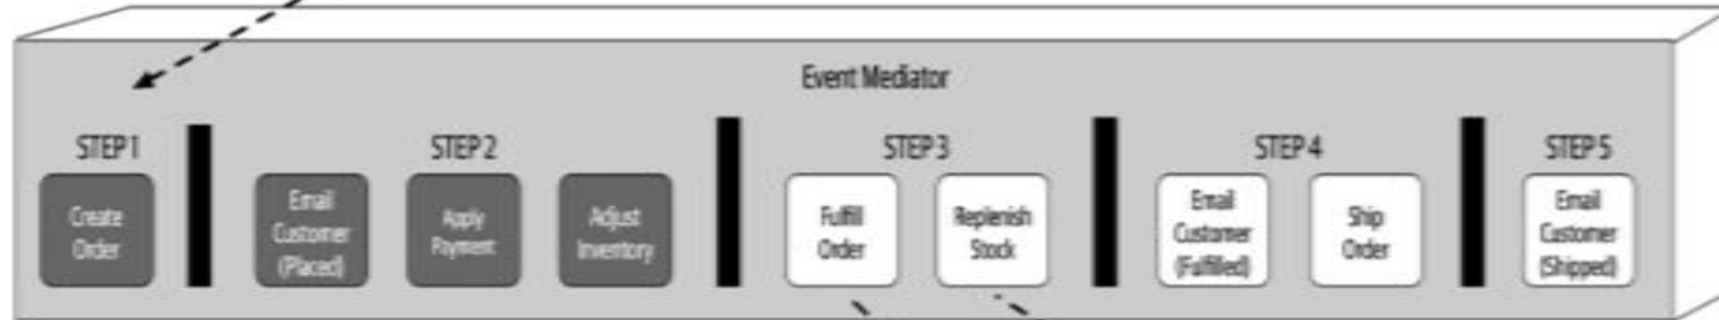 Event Mediator
STEP 1
STEP 2
STEP 3
STEP 4
STEP 5
Create
Order
Email
Customer
(Placed)
Apply
Payment
Adjust
Inventory
Fulfill
Order
Replenish
Stock
Email
Customer
(Fulfilled)
Ship
Order
Email
Customer
(Shipped)